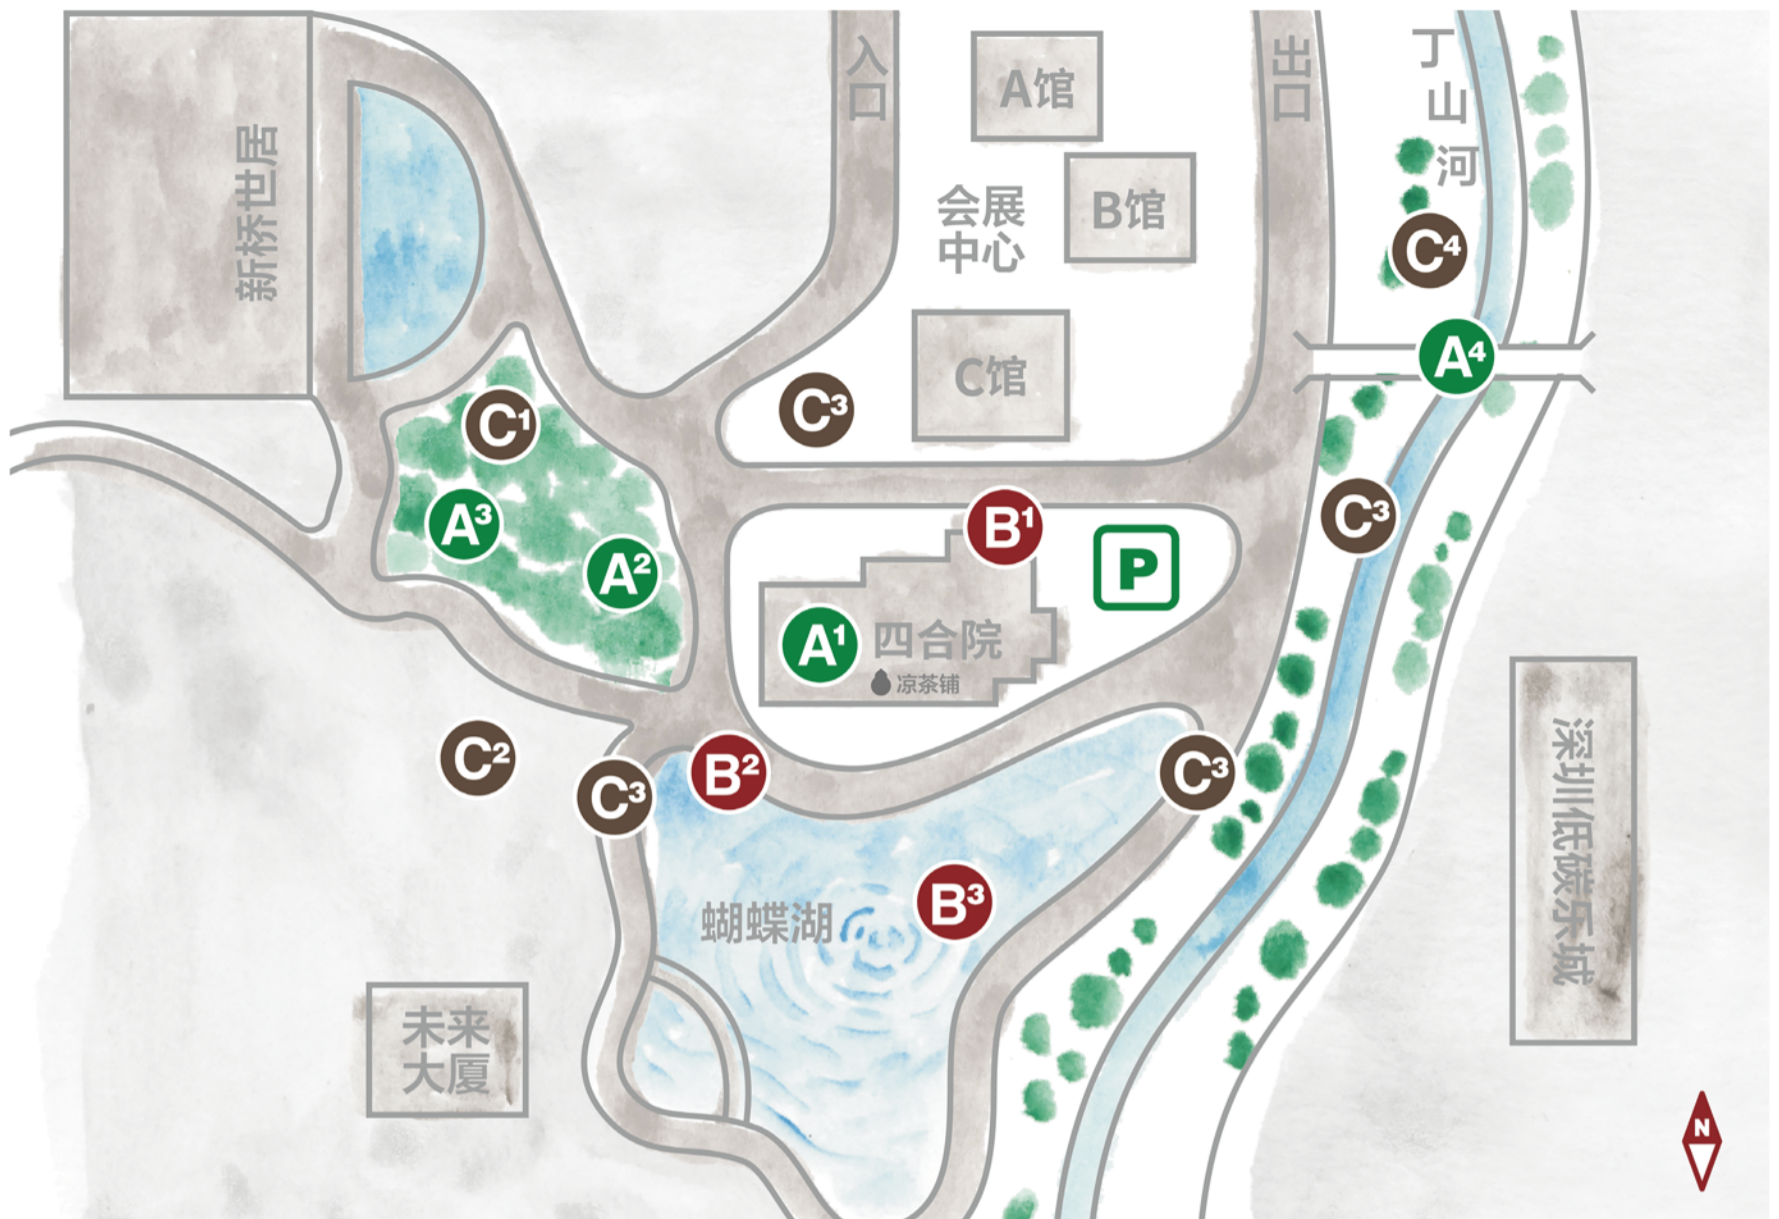 入口
出口
丁山河
A馆
B馆
会展
中心
C馆
新桥世居
C4
A4
C1
C3
A3
A2
B1
C3
P
A1
四合院
凉茶铺
C2
C3
B2
C3
B3
蝴蝶湖
深圳低碳乐城
未来
大厦
N